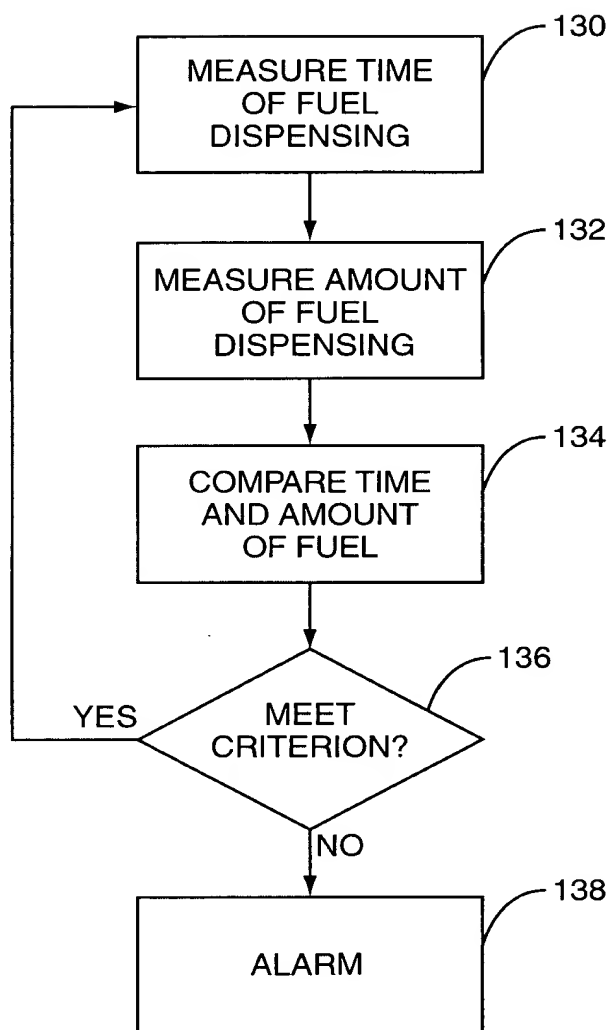 130
MEASURE TIME
OF FUEL
DISPENSING
132
MEASURE AMOUNT
OF FUEL
DISPENSING
134
COMPARE TIME
AND AMOUNT
OF FUEL
136
YES
MEET
CRITERION?
NO
138
ALARM